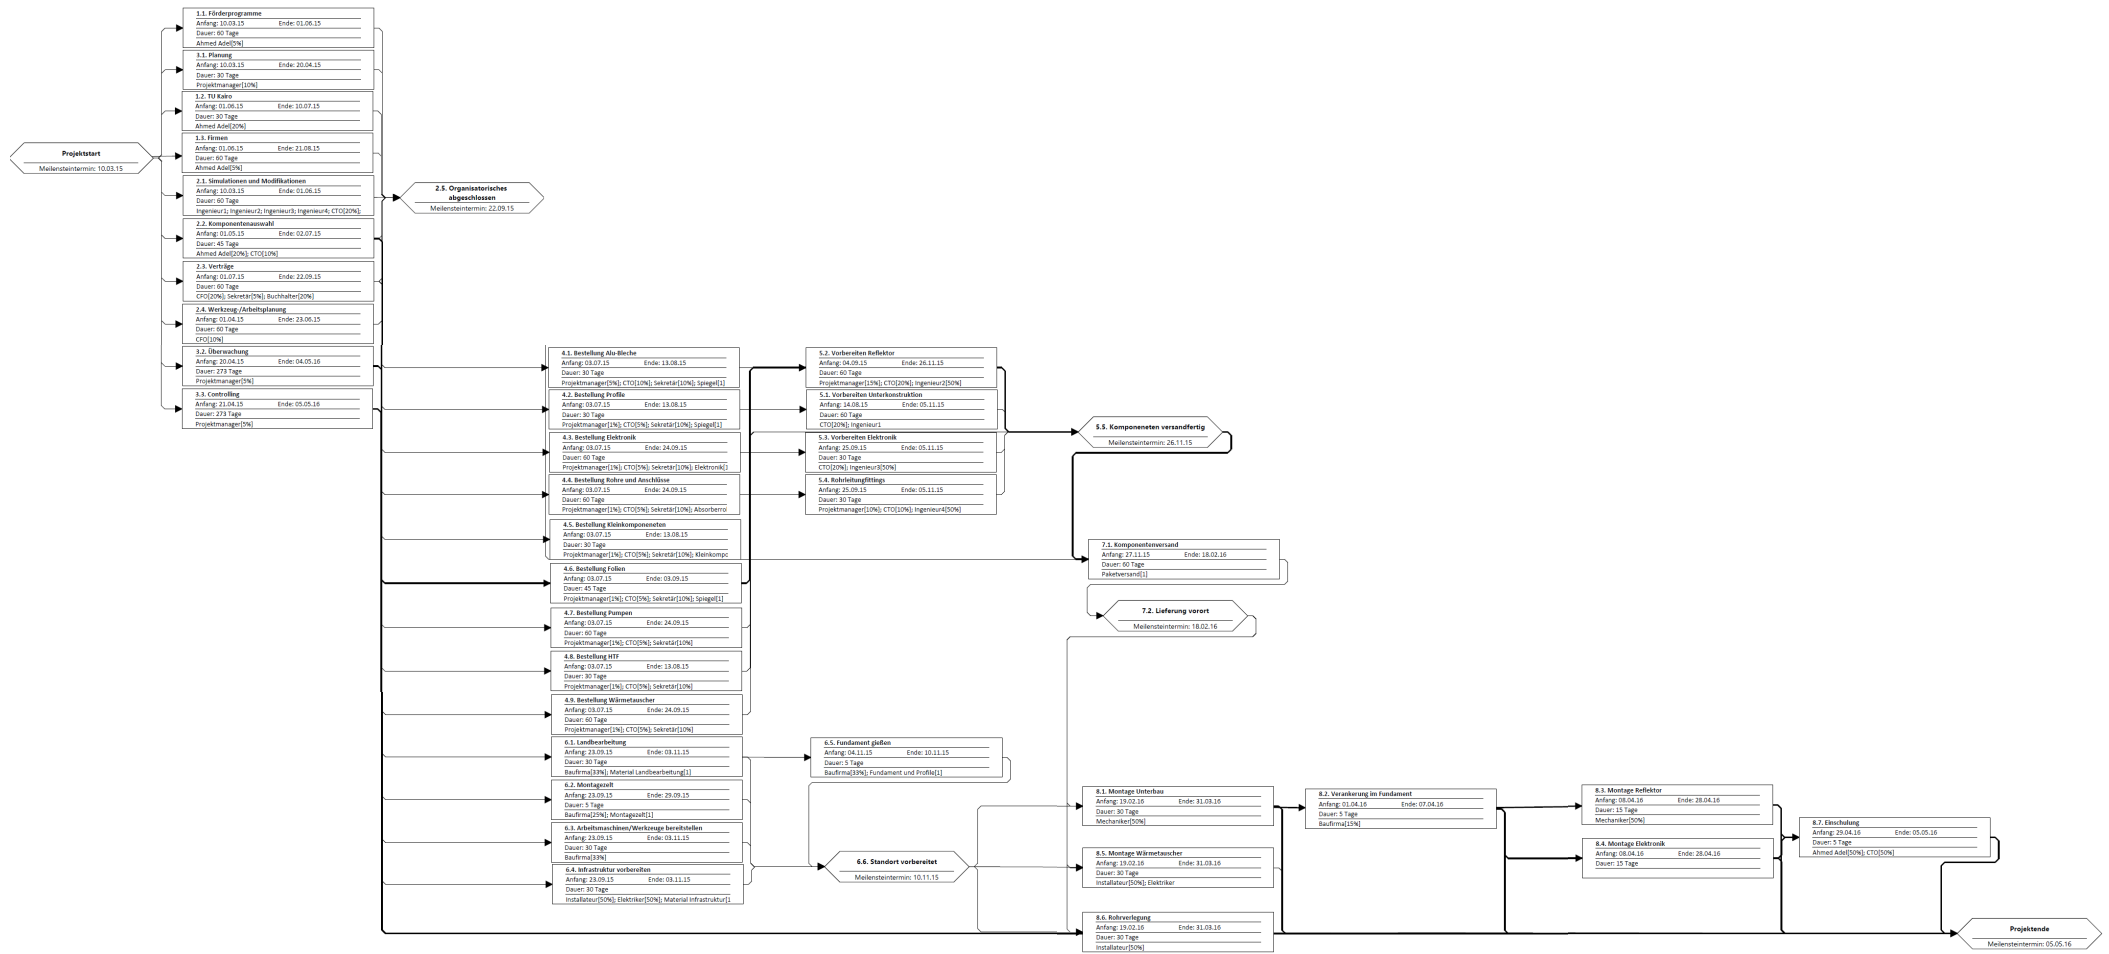 1.1. Förderprogramme
Anfang: 10.03.15 Ende: 01.06.15
Dauer: 60 Tage
Ahmed Adel[5%]
3.1. Planung
Anfang: 10.03.15 Ende: 20.04.15
Dauer: 30 Tage
Projektmanager[10%]
1.2. TU Kairo
Anfang: 01.06.15 Ende: 10.07.15
Dauer: 30 Tage
Ahmed Adel[20%]
1.3. Firmen
Anfang: 01.06.15 Ende: 21.08.15
Dauer: 60 Tage
Ahmed Adel[5%]
Projektstart
Meilensteintermin: 10.03.15
2.1. Simulationen und Modifikationen
Anfang: 10.03.15 Ende: 01.06.15
Dauer: 60 Tage
Ingenieur1; Ingenieur2; Ingenieur3; Ingenieur4; CTO[20%];
2.5. Organisatorisches
abgeschlossen
Meilensteintermin: 22.09.15
2.2. Komponentenauswahl
Anfang: 01.05.15 Ende: 02.07.15
Dauer: 45 Tage
Ahmed Adel[20%]; CTO[10%]
2.3. Verträge
Anfang: 01.07.15 Ende: 22.09.15
Dauer: 60 Tage
CFO[20%]; Sekretär[5%]; Buchhalter[20%]
2.4. Werkzeug-/Arbeitsplanung
Anfang: 01.04.15 Ende: 23.06.15
Dauer: 60 Tage
CFO[10%]
3.2. Überwachung
Anfang: 20.04.15 Ende: 04.05.16
Dauer: 273 Tage
Projektmanager[5%]
3.3. Controlling
Anfang: 21.04.15 Ende: 05.05.16
Dauer: 273 Tage
Projektmanager[5%]
4.1. Bestellung Alu-Bleche
Anfang: 03.07.15 Ende: 13.08.15
Dauer: 30 Tage
Projektmanager[5%]; CTO[10%]; Sekretär[10%]; Spiegel[1]
4.2. Bestellung Profile
Anfang: 03.07.15 Ende: 13.08.15
Dauer: 30 Tage
Projektmanager[1%]; CTO[5%]; Sekretär[10%]; Spiegel[1]
4.3. Bestellung Elektronik
Anfang: 03.07.15 Ende: 24.09.15
Dauer: 60 Tage
Projektmanager[1%]; CTO[5%]; Sekretär[10%]; Elektronik[1
4.4. Bestellung Rohre und Anschlüsse
Anfang: 03.07.15 Ende: 24.09.15
Dauer: 60 Tage
Projektmanager[1%]; CTO[5%]; Sekretär[10%]; Absorberro
4.5. Bestellung Kleinkomponeneten
Anfang: 03.07.15 Ende: 13.08.15
Dauer: 30 Tage
Projektmanager[1%]; CTO[5%]; Sekretär[10%]; Kleinkompc
4.6. Bestellung Folien
Anfang: 03.07.15 Ende: 03.09.15
Dauer: 45 Tage
Projektmanager[1%]; CTO[5%]; Sekretär[10%]; Spiegel[1]
4.7. Bestellung Pumpen
Anfang: 03.07.15 Ende: 24.09.15
Dauer: 60 Tage
Projektmanager[1%]; CTO[5%]; Sekretär[10%]
4.8. Bestellung HTF
Anfang: 03.07.15 Ende: 13.08.15
Dauer: 30 Tage
Projektmanager[1%]; CTO[5%]; Sekretär[10%]
4.9. Bestellung Wärmetauscher
Anfang: 03.07.15 Ende: 24.09.15
Dauer: 60 Tage
Projektmanager[1%]; CTO[5%]; Sekretär[10%]
6.1. Landbearbeitung
Anfang: 23.09.15 Ende: 03.11.15
Dauer: 30 Tage
Baufirma[33%]; Material Landbearbeitung[1]
6.2. Montagezelt
Anfang: 23.09.15 Ende: 29.09.15
Dauer: 5 Tage
Baufirma[25%]; Montagezelt[1]
6.3. Arbeitsmaschinen/Werkzeuge bereitstellen
Anfang: 23.09.15 Ende: 03.11.15
Dauer: 30 Tage
Baufirma[33%]
6.4. Infrastruktur vorbereiten
Anfang: 23.09.15 Ende: 03.11.15
Dauer: 30 Tage
Installateur[50%]; Elektriker[50%]; Material Infrastruktur[1
5.2. Vorbereiten Reflektor
Anfang: 04.09.15 Ende: 26.11.15
Dauer: 60 Tage
Projektmanager[15%]; CTO[20%]; Ingenieur2[50%]
5.1. Vorbereiten Unterkonstruktion
Anfang: 14.08.15 Ende: 05.11.15
Dauer: 60 Tage
CTO[20%]; Ingenieur1
5.3. Vorbereiten Elektronik
Anfang: 25.09.15 Ende: 05.11.15
Dauer: 30 Tage
CTO[20%]; Ingenieur3[50%]
5.4. Rohrleitungfittings
Anfang: 25.09.15 Ende: 05.11.15
Dauer: 30 Tage
Projektmanager[10%]; CTO[10%]; Ingenieur4[50%]
5.5. Komponeneten versandfertig
Meilensteintermin: 26.11.15
7.1. Komponentenversand
Anfang: 27.11.15 Ende: 18.02.16
Dauer: 60 Tage
Paketversand[1]
7.2. Lieferung vorort
Meilensteintermin: 18.02.16
6.5. Fundament gießen
Anfang: 04.11.15 Ende: 10.11.15
Dauer: 5 Tage
Baufirma[33%]; Fundament und Profile[1]
6.6. Standort vorbereitet
Meilensteintermin: 10.11.15
8.1. Montage Unterbau
Anfang: 19.02.16 Ende: 31.03.16
Dauer: 30 Tage
Mechaniker[50%]
8.5. Montage Wärmetauscher
Anfang: 19.02.16 Ende: 31.03.16
Dauer: 30 Tage
Installateur[50%]; Elektriker
8.6. Rohrverlegung
Anfang: 19.02.16 Ende: 31.03.16
Dauer: 30 Tage
Installateur[50%]
8.2. Verankerung im Fundament
Anfang: 01.04.16 Ende: 07.04.16
Dauer: 5 Tage
Baufirma[15%]
8.3. Montage Reflektor
Anfang: 08.04.16 Ende: 28.04.16
Dauer: 15 Tage
Mechaniker[50%]
8.4. Montage Elektronik
Anfang: 08.04.16 Ende: 28.04.16
Dauer: 15 Tage
8.7. Einschulung
Anfang: 29.04.16 Ende: 05.05.16
Dauer: 5 Tage
Ahmed Adel[50%]; CTO[50%]
Projektende
Meilensteintermin: 05.05.16